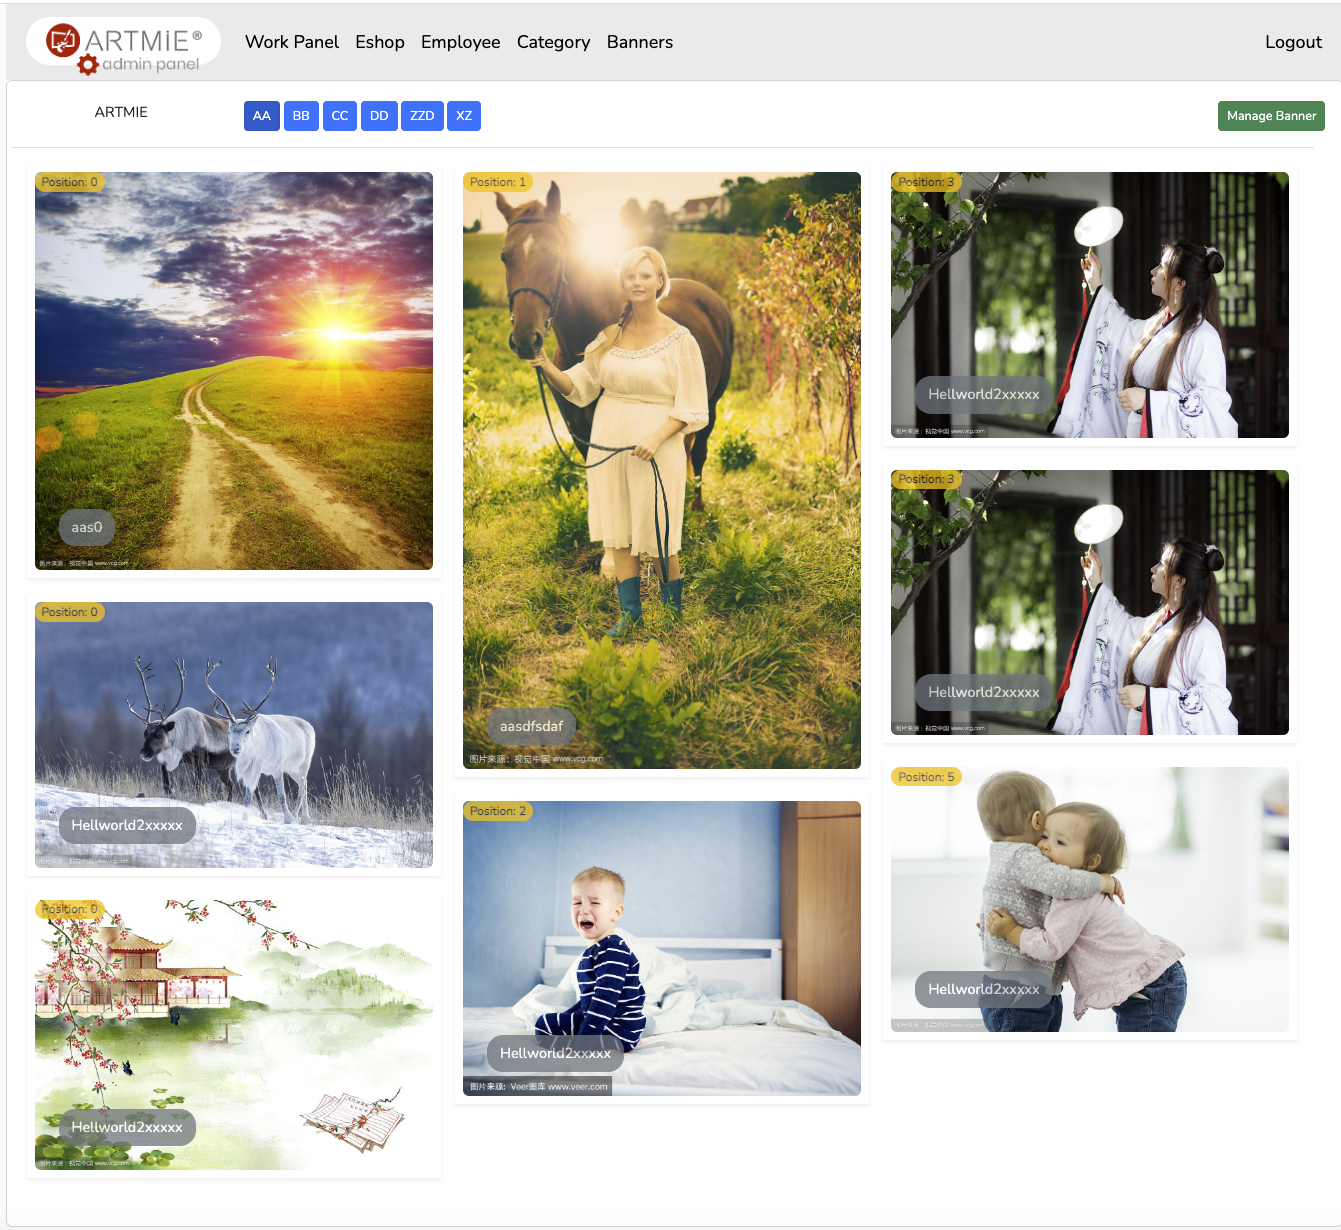 ARTMiE®
admin panel
Work Panel Eshop Employee Category Banners
Logout
ARTMIE
AA BB CC DD ZZD XZ
Manage Banner
Position: 0
aas0
图片来源：视觉中国 www.vcg.com
Position: 0
Hellworld2xxxxx
图片来源：视觉中国 www.vcg.com
Position: 0
Hellworld2xxxxx
图片来源：视觉中国 www.vcg.com
Position: 1
aasdfsdaf
图片来源：视觉中国 www.vcg.com
Position: 2
Hellworld2xxxxx
图片来源：Veer图库 www.veer.com
Position: 3
Hellworld2xxxxx
图片来源：视觉中国 www.vcg.com
Position: 3
Hellworld2xxxxx
图片来源：视觉中国 www.vcg.com
Position: 5
Hellworld2xxxxx
图片来源：视觉中国 www.vcg.com